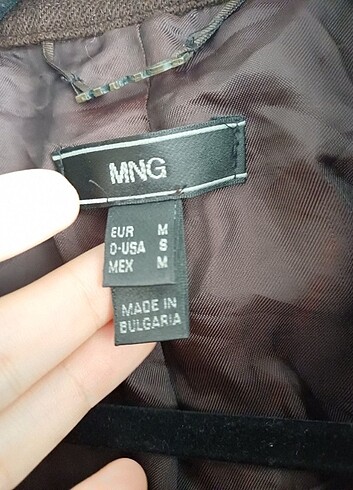 MNG
EUR M
O-USA S
MEX M
MADE IN
BULGARIA